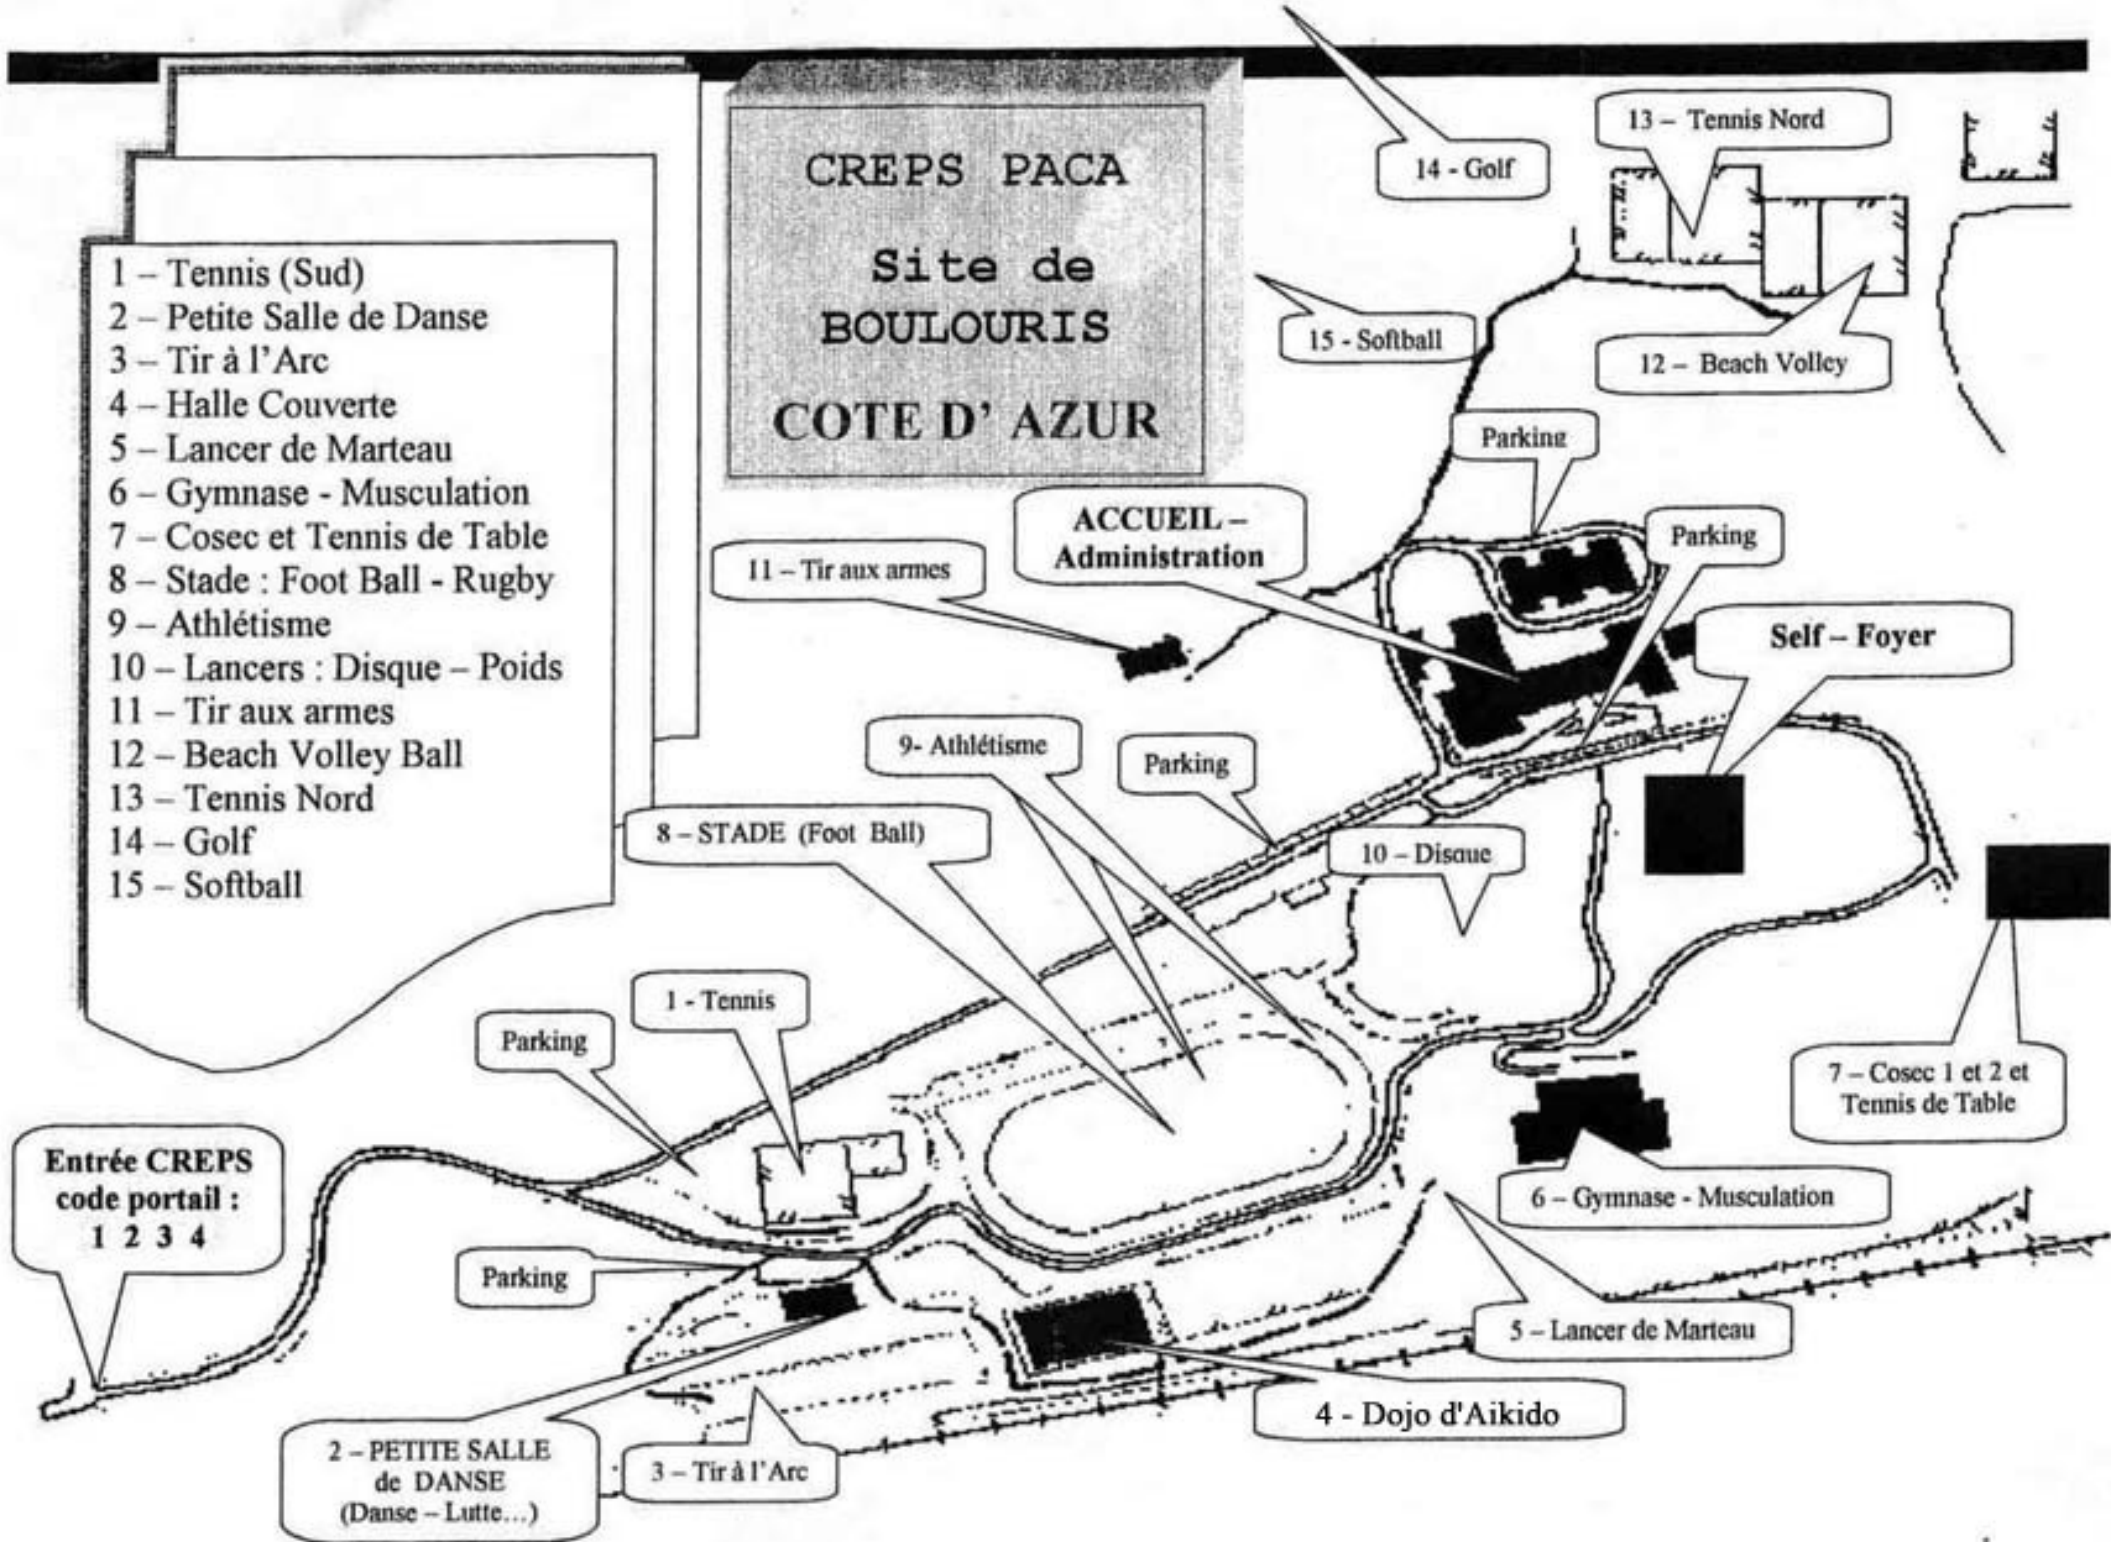 1 – Tennis (Sud)
2 – Petite Salle de Danse
3 – Tir à l'Arc
4 – Halle Couverte
5 – Lancer de Marteau
6 – Gymnase - Musculation
7 – Cosec et Tennis de Table
8 – Stade : Foot Ball - Rugby
9 – Athlétisme
10 – Lancers : Disque – Poids
11 – Tir aux armes
12 – Beach Volley Ball
13 – Tennis Nord
14 – Golf
15 – Softball
CREPS PACA
Site de
BOULOURIS
COTE D' AZUR
14 - Golf
13 – Tennis Nord
15 - Softball
12 – Beach Volley
Parking
ACCUEIL –
Administration
Parking
11 – Tir aux armes
Self – Foyer
9- Athlétisme
Parking
8 – STADE (Foot Ball)
10 – Disque
1 - Tennis
Parking
7 – Cosec 1 et 2 et
Tennis de Table
Entrée CREPS
code portail :
1 2 3 4
6 – Gymnase - Musculation
Parking
5 – Lancer de Marteau
4 - Dojo d'Aikido
2 – PETITE SALLE
de DANSE
(Danse – Lutte...)
3 – Tir à l'Arc